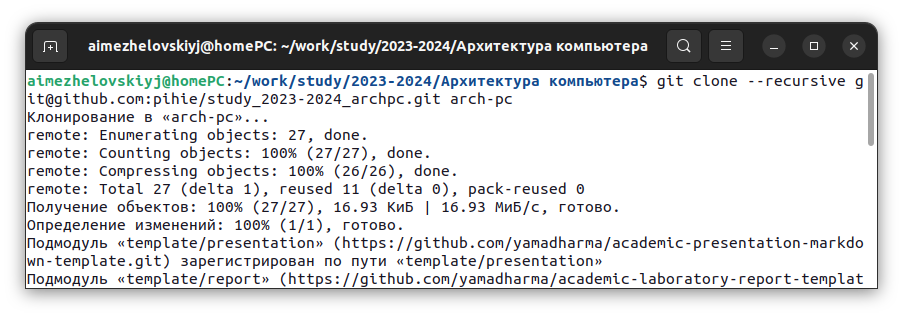 aimezhelovskiyj@homePC: ~/work/study/2023-2024/Архитектура компьютера
aimezhelovskiyj@homePC:~/work/study/2023-2024/Архитектура компьютера$ git clone --recursive g
it@github.com:pihie/study_2023-2024_archpc.git arch-pc
Клонирование в «arch-pc»...
remote: Enumerating objects: 27, done.
remote: Counting objects: 100% (27/27), done.
remote: Compressing objects: 100% (26/26), done.
remote: Total 27 (delta 1), reused 11 (delta 0), pack-reused 0
Получение объектов: 100% (27/27), 16.93 КиБ | 16.93 МиБ/с, готово.
Определение изменений: 100% (1/1), готово.
Подмодуль «template/presentation» (https://github.com/yamadharma/academic-presentation-markdo
wn-template.git) зарегистрирован по пути «template/presentation»
Подмодуль «template/report» (https://github.com/yamadharma/academic-laboratory-report-templat